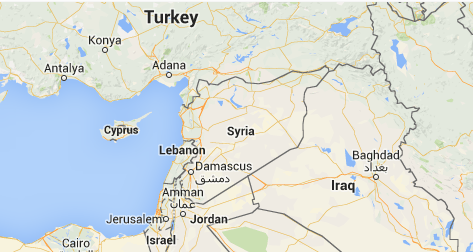 Turkey
Konya
Adana
Antalya
Cyprus
Syria
Lebanon
Damascus
دمشق
Baghdad
بغداد
Amman
عمان
Iraq
Jerusalem
Jordan
Israel
Cairo